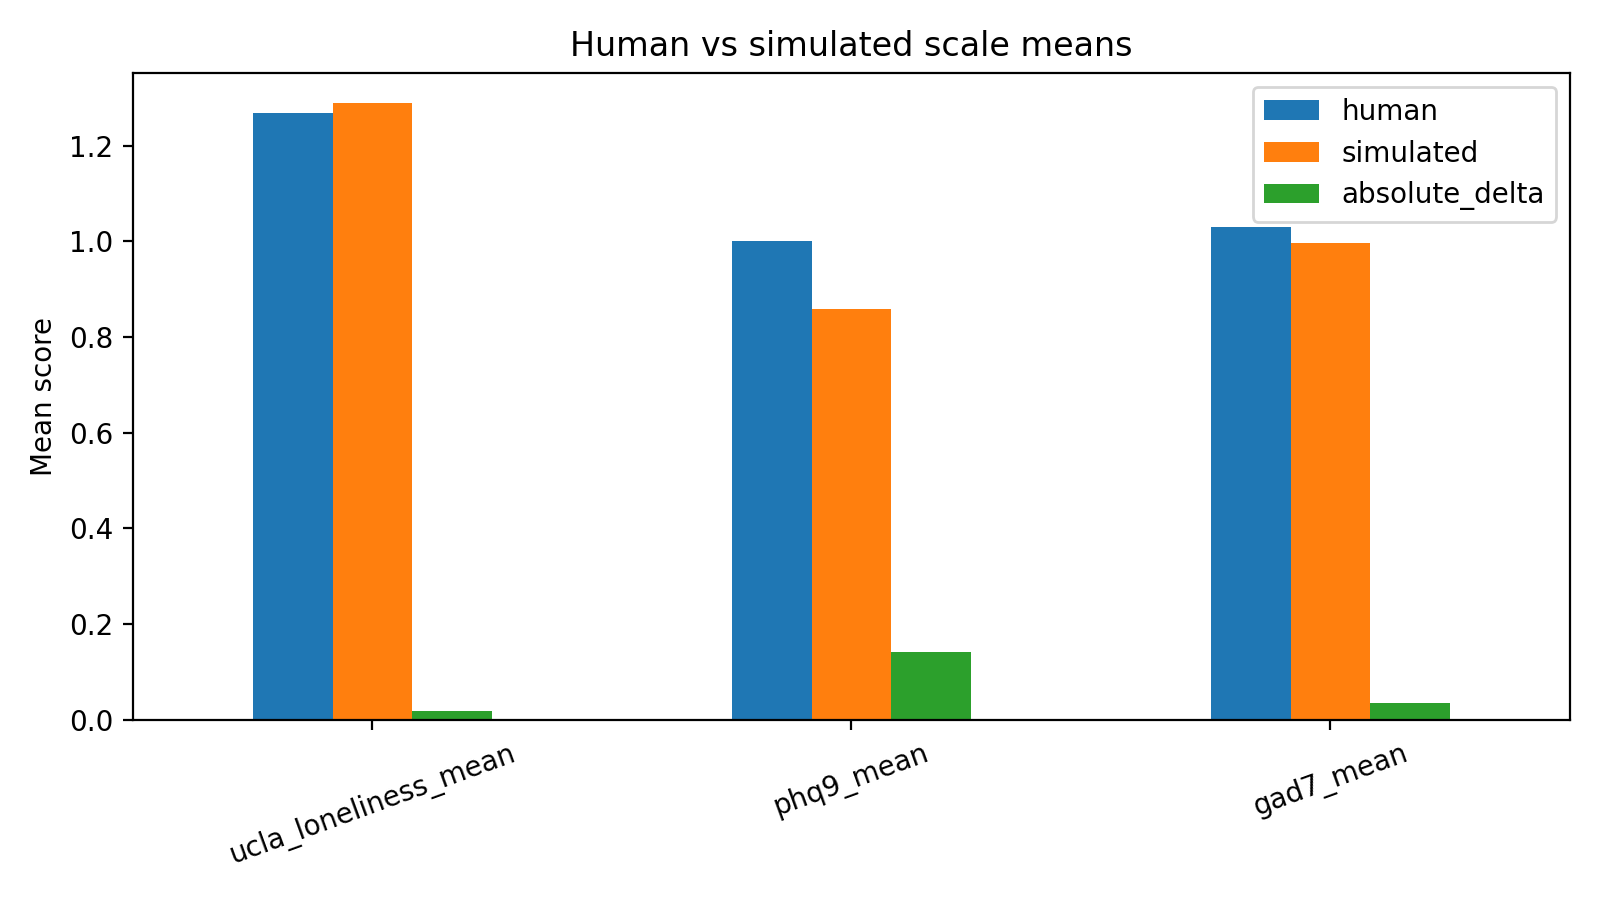 Human vs simulated scale means
human
simulated
absolute_delta
Mean score
1.2
1.0
0.8
0.6
0.4
0.2
0.0
ucla_loneliness_mean
phq9_mean
gad7_mean